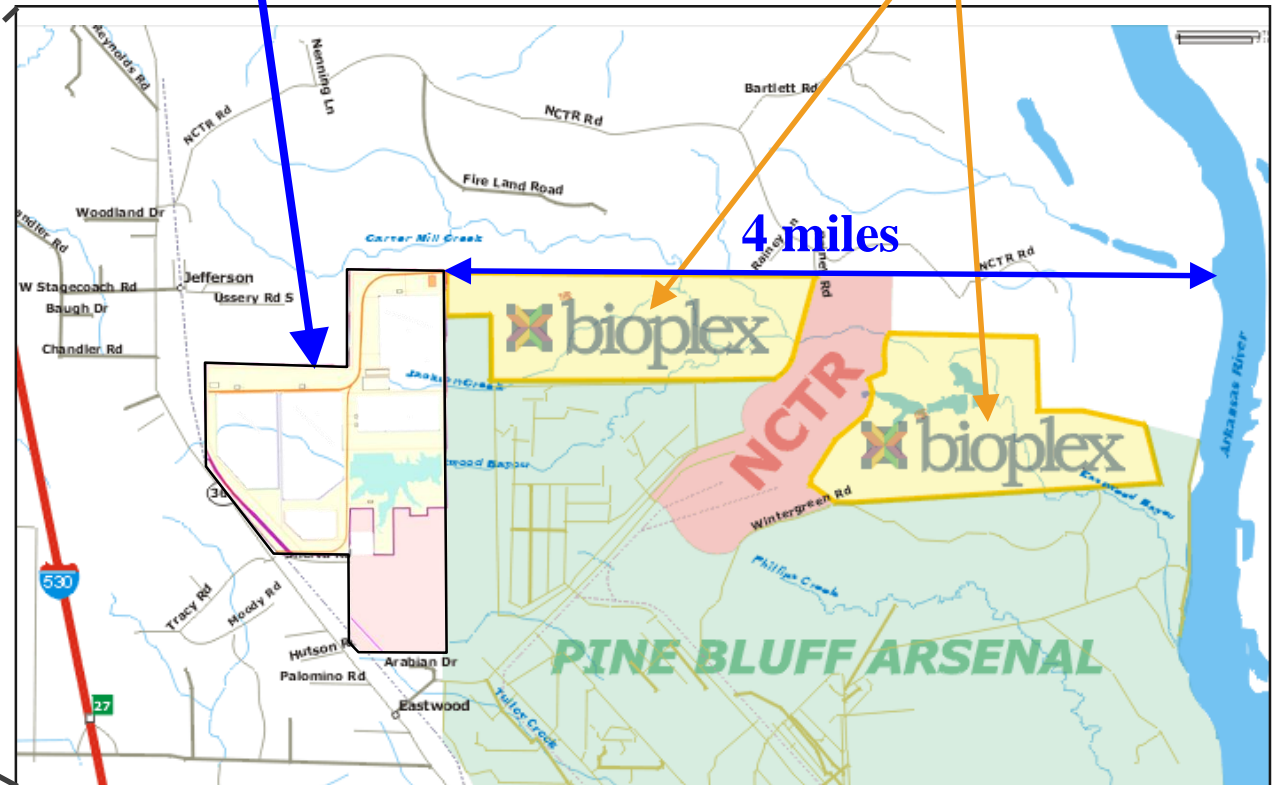 Reynolds Rd
Nenning Ln
NCTR Rd
NCTR Rd
Bartlett Rd
Fire Land Road
Woodland Dr
Carver Mill Creek
4 miles
NCTR Rd
Jefferson
W Stagecoach Rd
Ussery Rd S
Baugh Dr
Chandler Rd
bioplex
Jackson Creek
NCTR
bioplex
Arkansas River
Eastwood Bayou
Wintergreen Rd
Phillips Creek
530
Tracy Rd
Moody Rd
PINE BLUFF ARSENAL
Arabian Dr
Palomino Rd
Eastwood
27
Tulley Creek